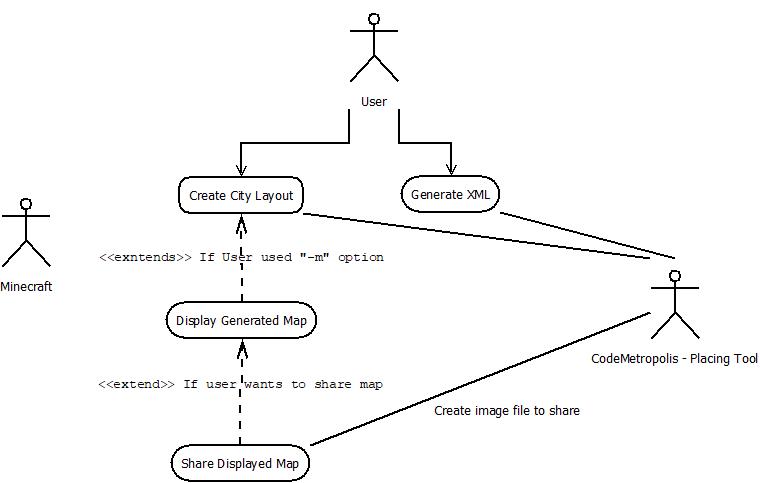 User
Create City Layout
Generate XML
<<exntends>> If User used "-m" option
Minecraft
Display Generated Map
CodeMetropolis - Placing Tool
<<extend>> If user wants to share map
Create image file to share
Share Displayed Map